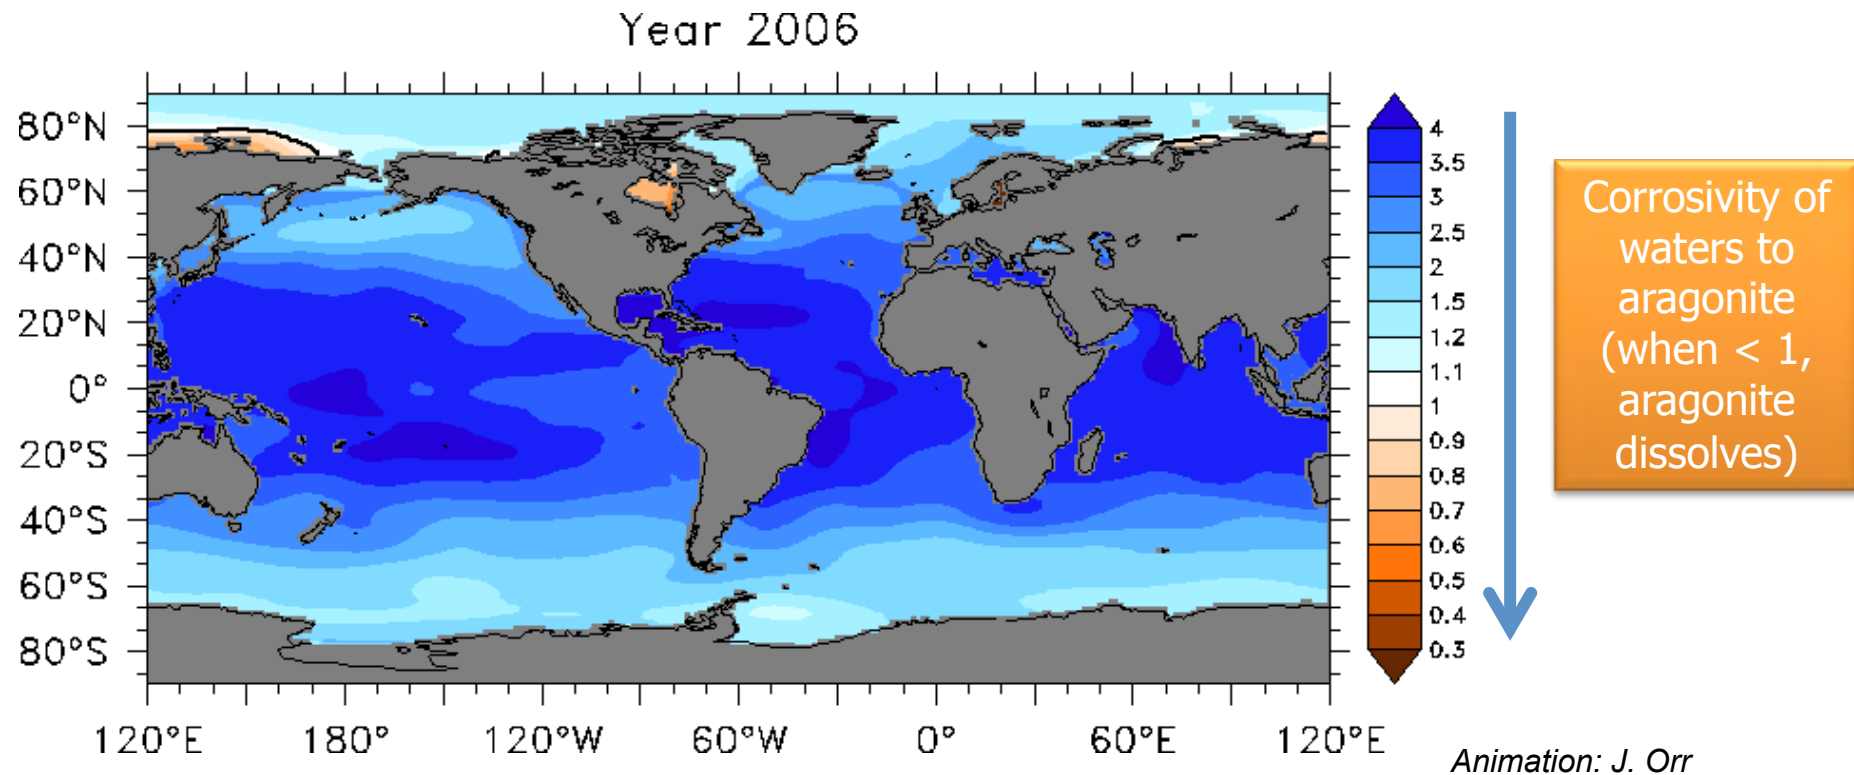 Year 2006
80°N
60°N
40°N
20°N
0°
20°S
40°S
60°S
80°S
120°E 180° 120°W 60°W 0° 60°E 120°E
4
3.5
3
2.5
2
1.5
1.2
1.1
1
0.9
0.8
0.7
0.6
0.5
0.4
0.3
Corrosivity of
waters to
aragonite
(when < 1,
aragonite
dissolves)
Animation: J. Orr